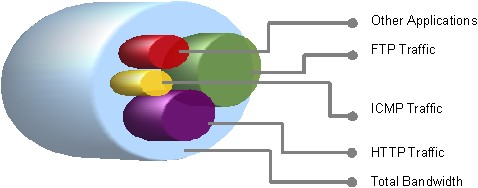 Other Applications
FTP Traffic
ICMP Traffic
HTTP Traffic
Total Bandwidth